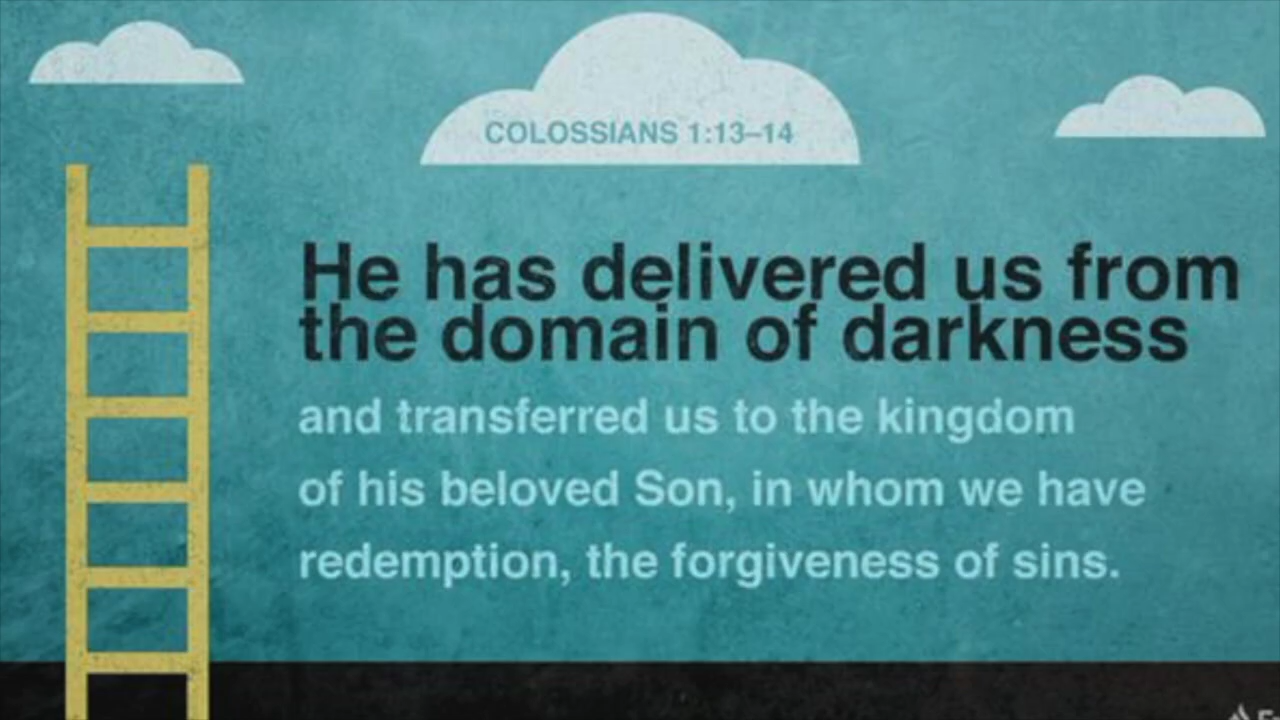 COLOSSIANS 1:13–14
He has delivered us from
the domain of darkness
and transferred us to the kingdom
of his beloved Son, in whom we have
redemption, the forgiveness of sins.